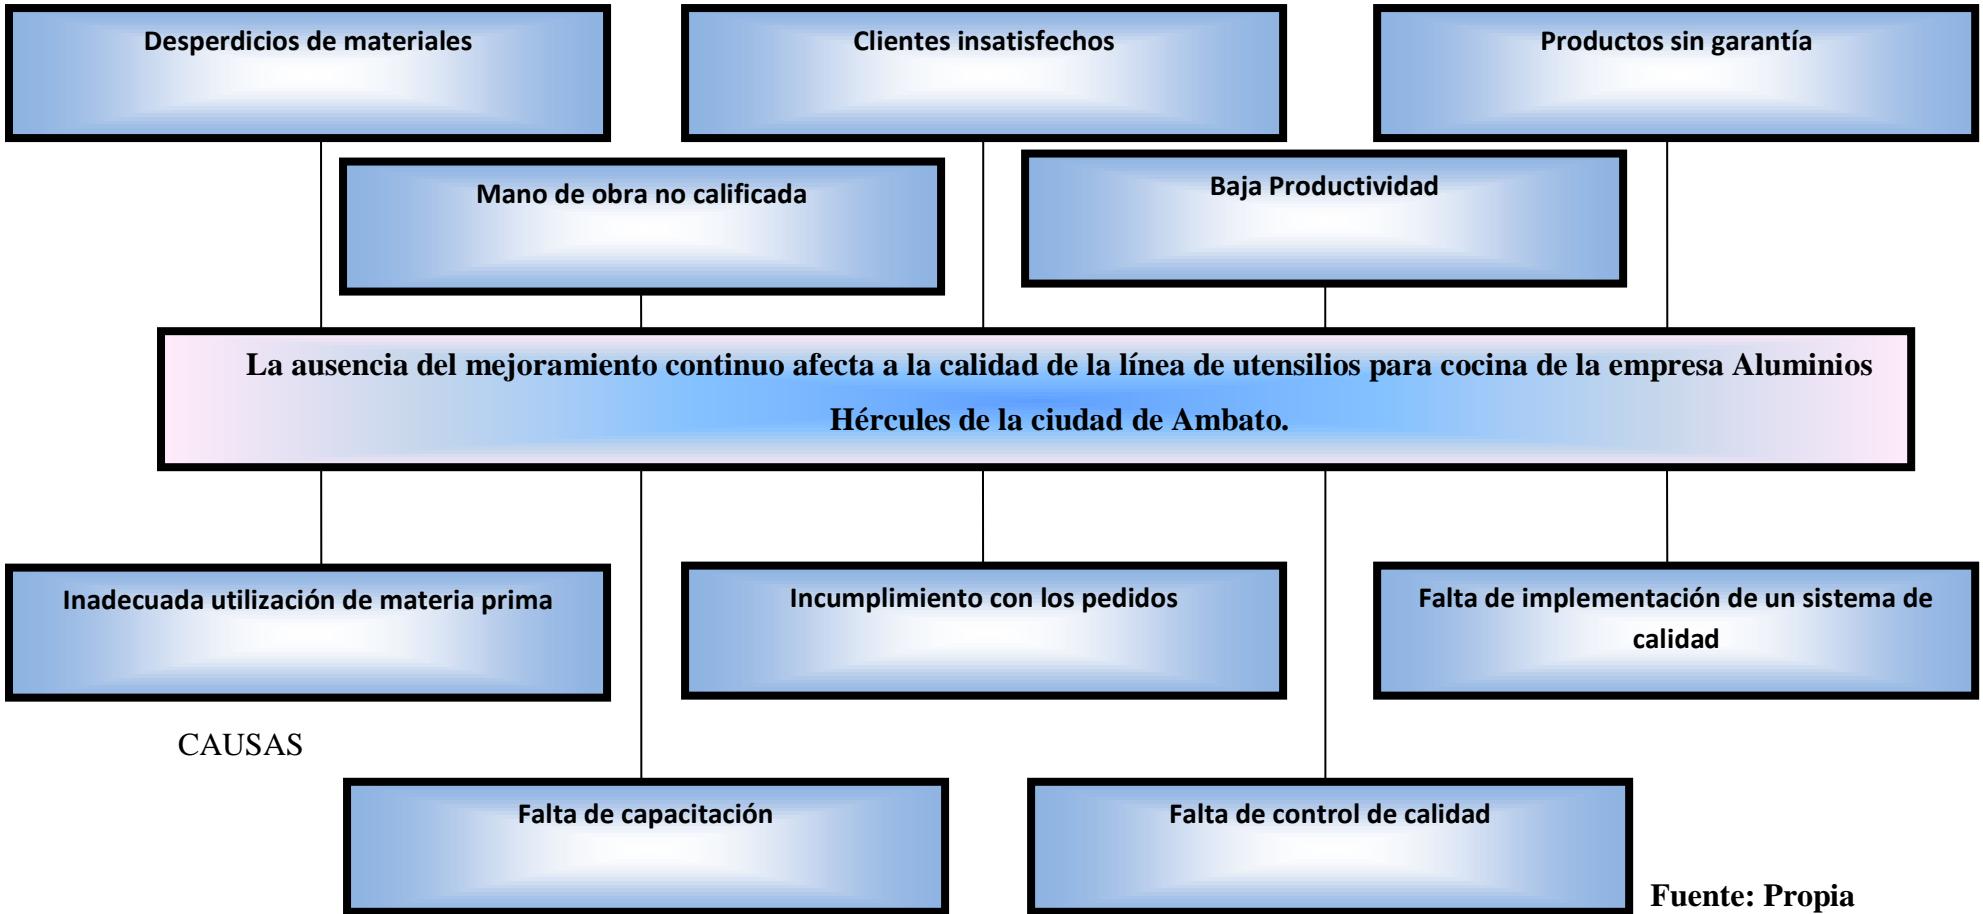 Desperdicios de materiales
Clientes insatisfechos
Productos sin garantía
Mano de obra no calificada
Baja Productividad
La ausencia del mejoramiento continuo afecta a la calidad de la línea de utensilios para cocina de la empresa Aluminios
Hércules de la ciudad de Ambato.
Inadecuada utilización de materia prima
Incumplimiento con los pedidos
Falta de implementación de un sistema de
calidad
CAUSAS
Falta de capacitación
Falta de control de calidad
Fuente: Propia